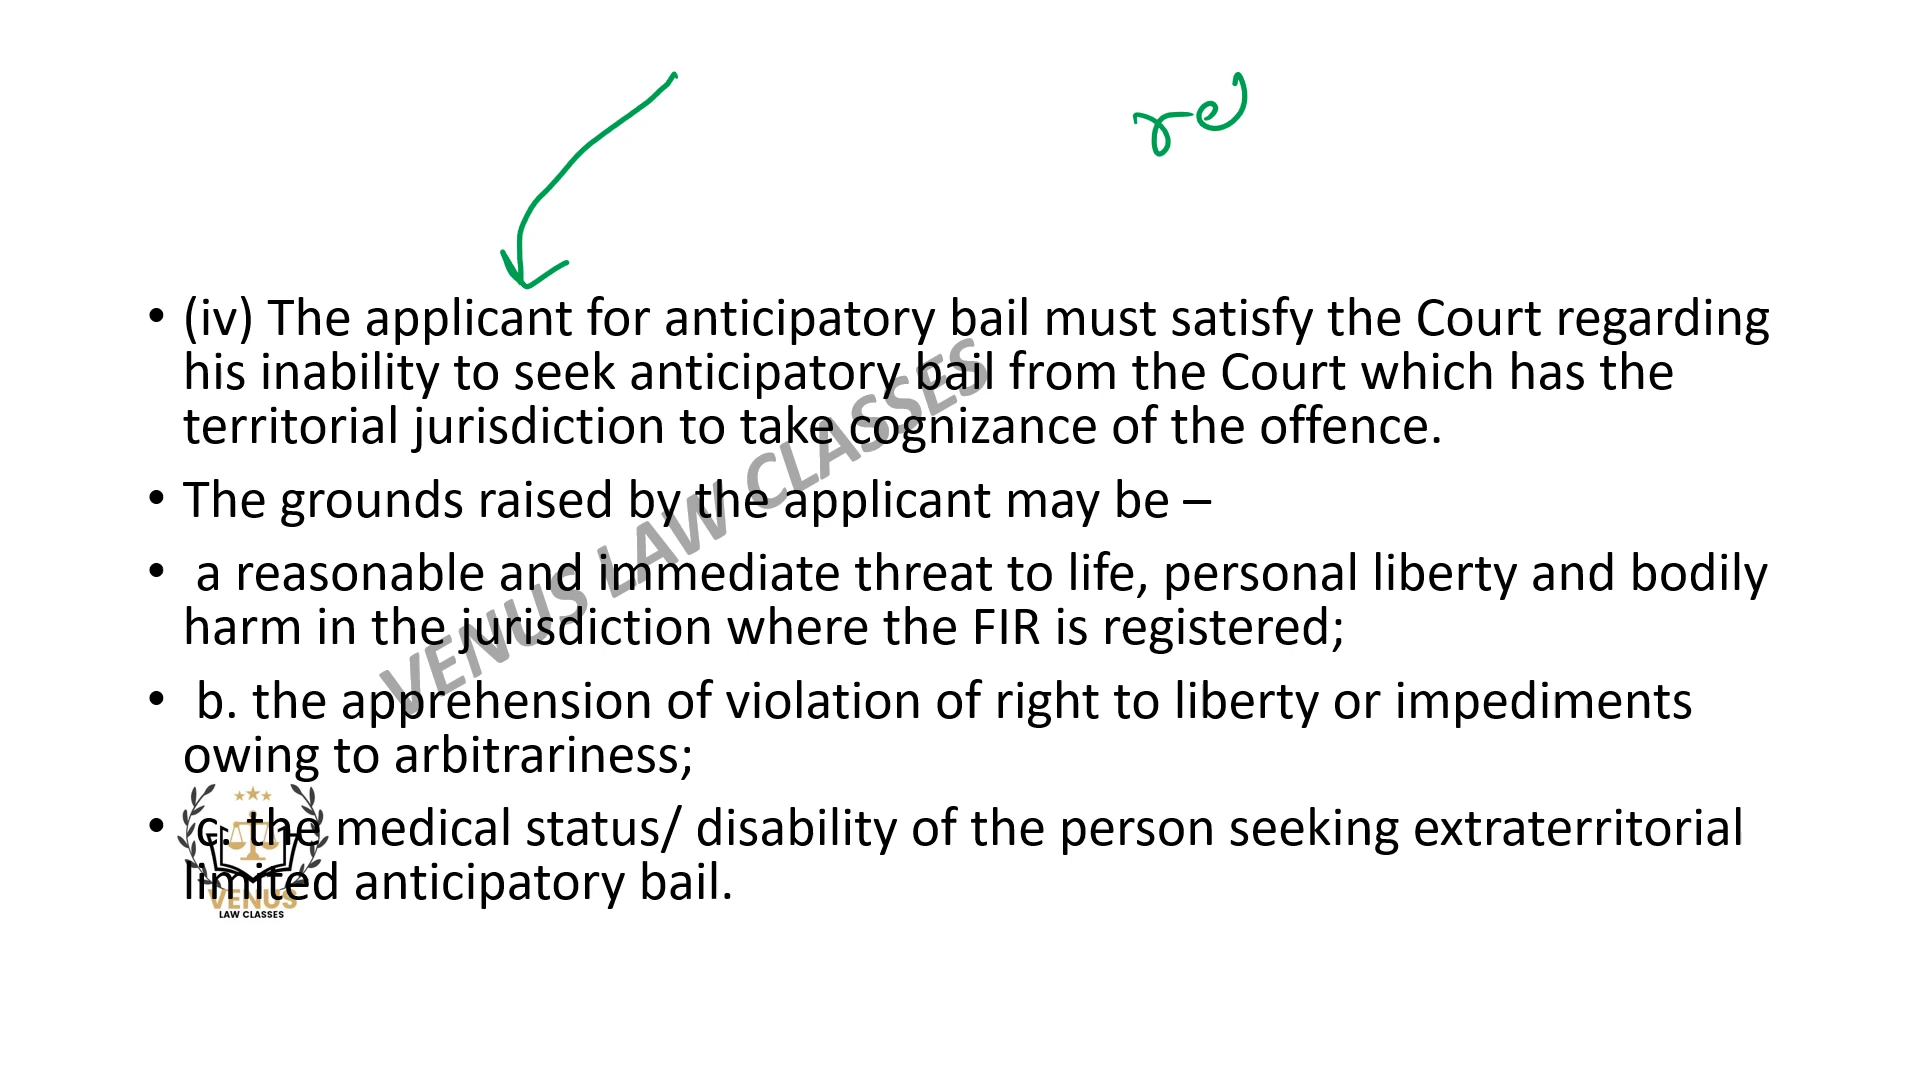 re
• (iv) The applicant for anticipatory bail must satisfy the Court regarding
his inability to seek anticipatory bail from the Court which has the
territorial jurisdiction to take cognizance of the offence.
• The grounds raised by the applicant may be –
• a reasonable and immediate threat to life, personal liberty and bodily
harm in the jurisdiction where the FIR is registered;
• b. the apprehension of violation of right to liberty or impediments
owing to arbitrariness;
• c. the medical status/ disability of the person seeking extraterritorial
limited anticipatory bail.
VENUS LAW CLASSES
VENUS
LAW CLASSES